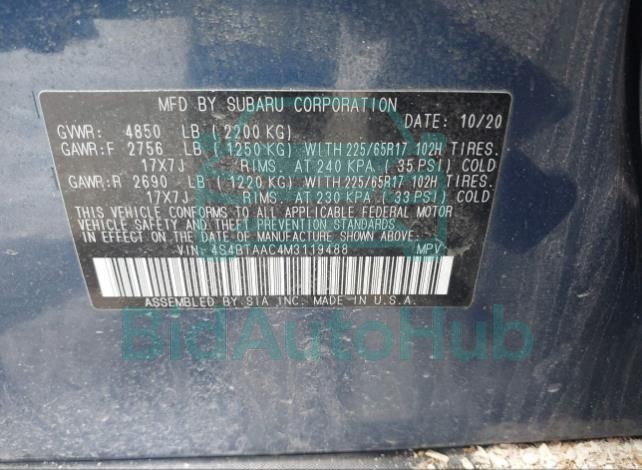 MFD BY SUBARU CORPORATION
DATE: 10/20
GVWR: 4850 LB ( 2200 KG)
GAWR:F 2756 LB ( 1250 KG) WITH 225/65R17 102H TIRES.
17X7J RIMS. AT 240 KPA. ( 35 PSI) COLD
GAWR:R 2690 LB ( 1220 KG) WITH 225/65R17 102H TIRES.
17X7J RIMS. AT 230 KPA. ( 33 PSI) COLD
THIS VEHICLE CONFORMS TO ALL APPLICABLE FEDERAL MOTOR
VEHICLE SAFETY AND THEFT PREVENTION STANDARDS
IN EFFECT ON THE DATE OF MANUFACTURE SHOWN ABOVE.
VIN 4S4BTAAC4M3119488 MPV
ASSEMBLED BY SIA INC. MADE IN U.S.A.
BidAutoHub